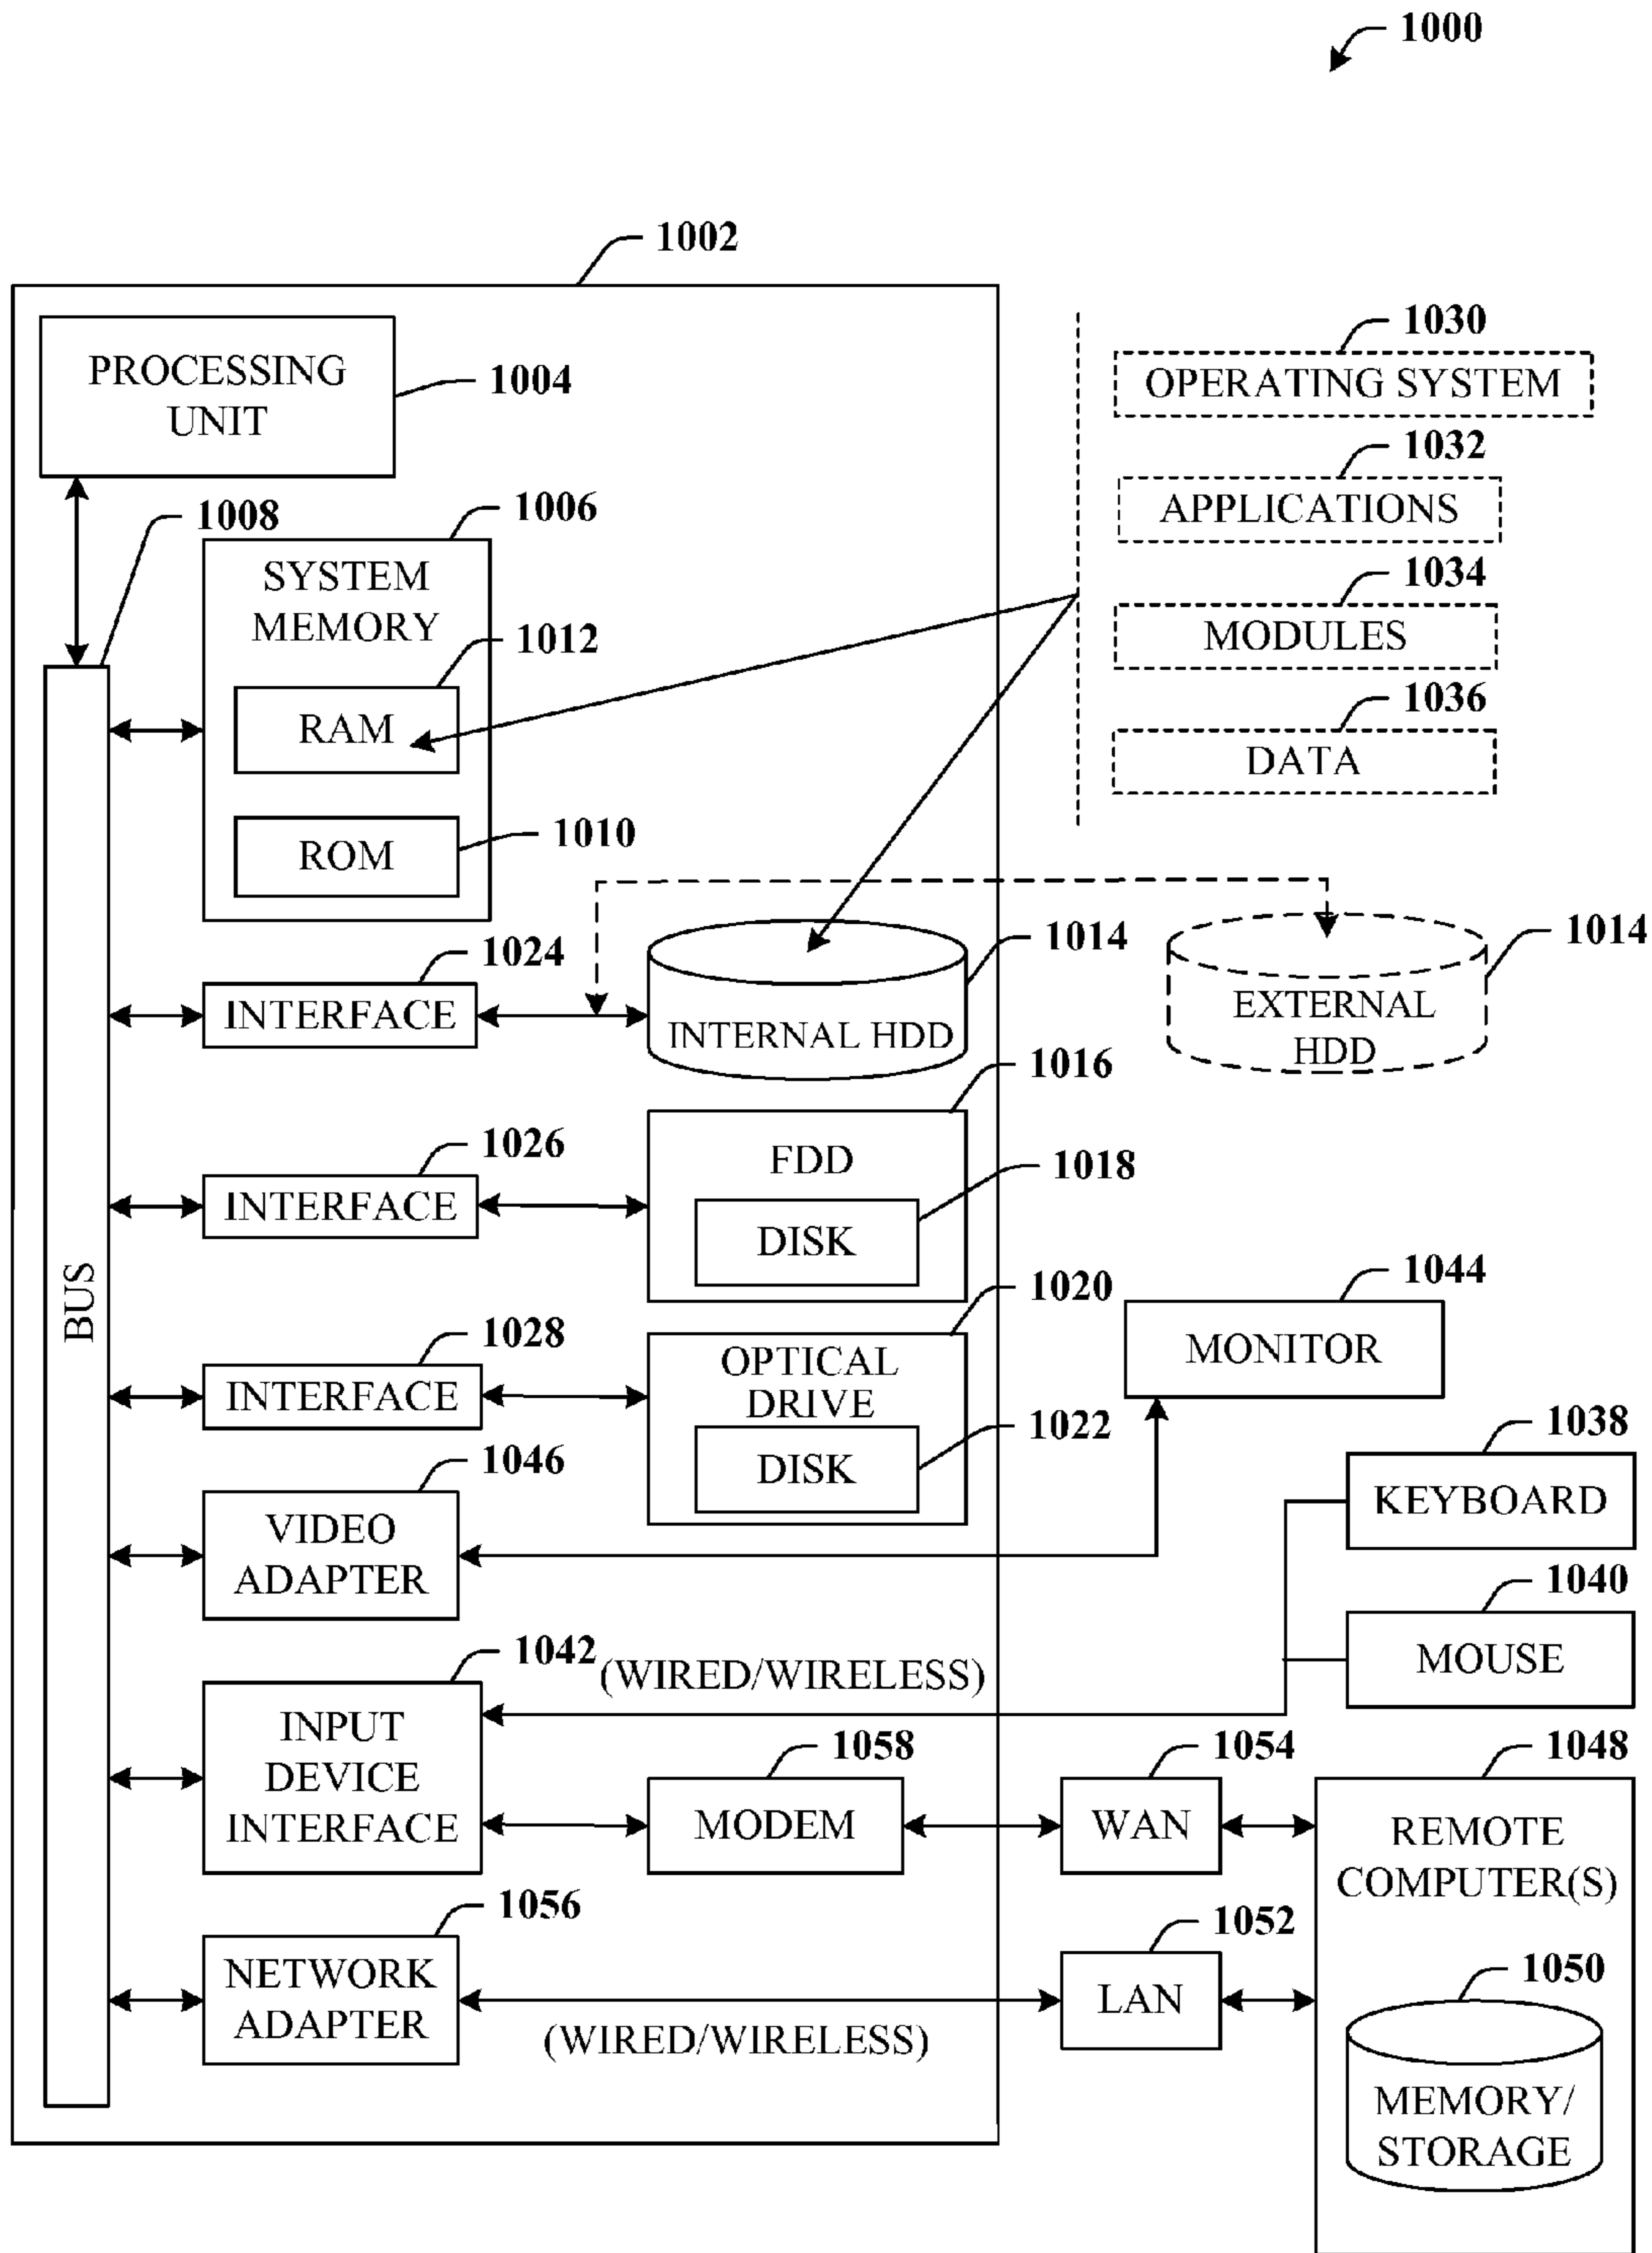 1000
1002
PROCESSING
UNIT
1004
1030
OPERATING SYSTEM
1032
APPLICATIONS
1034
MODULES
1036
DATA
1008
1006
SYSTEM
MEMORY
1012
RAM
1010
ROM
BUS
1024
INTERFACE
1014
INTERNAL HDD
1014
EXTERNAL
HDD
1026
INTERFACE
1016
FDD
1018
DISK
1028
INTERFACE
1020
OPTICAL
DRIVE
1022
DISK
1044
MONITOR
1046
VIDEO
ADAPTER
1038
KEYBOARD
1040
MOUSE
1042
(WIRED/WIRELESS)
INPUT
DEVICE
INTERFACE
1058
MODEM
1054
WAN
1048
REMOTE
COMPUTER(S)
1056
NETWORK
ADAPTER
(WIRED/WIRELESS)
1052
LAN
1050
MEMORY/
STORAGE